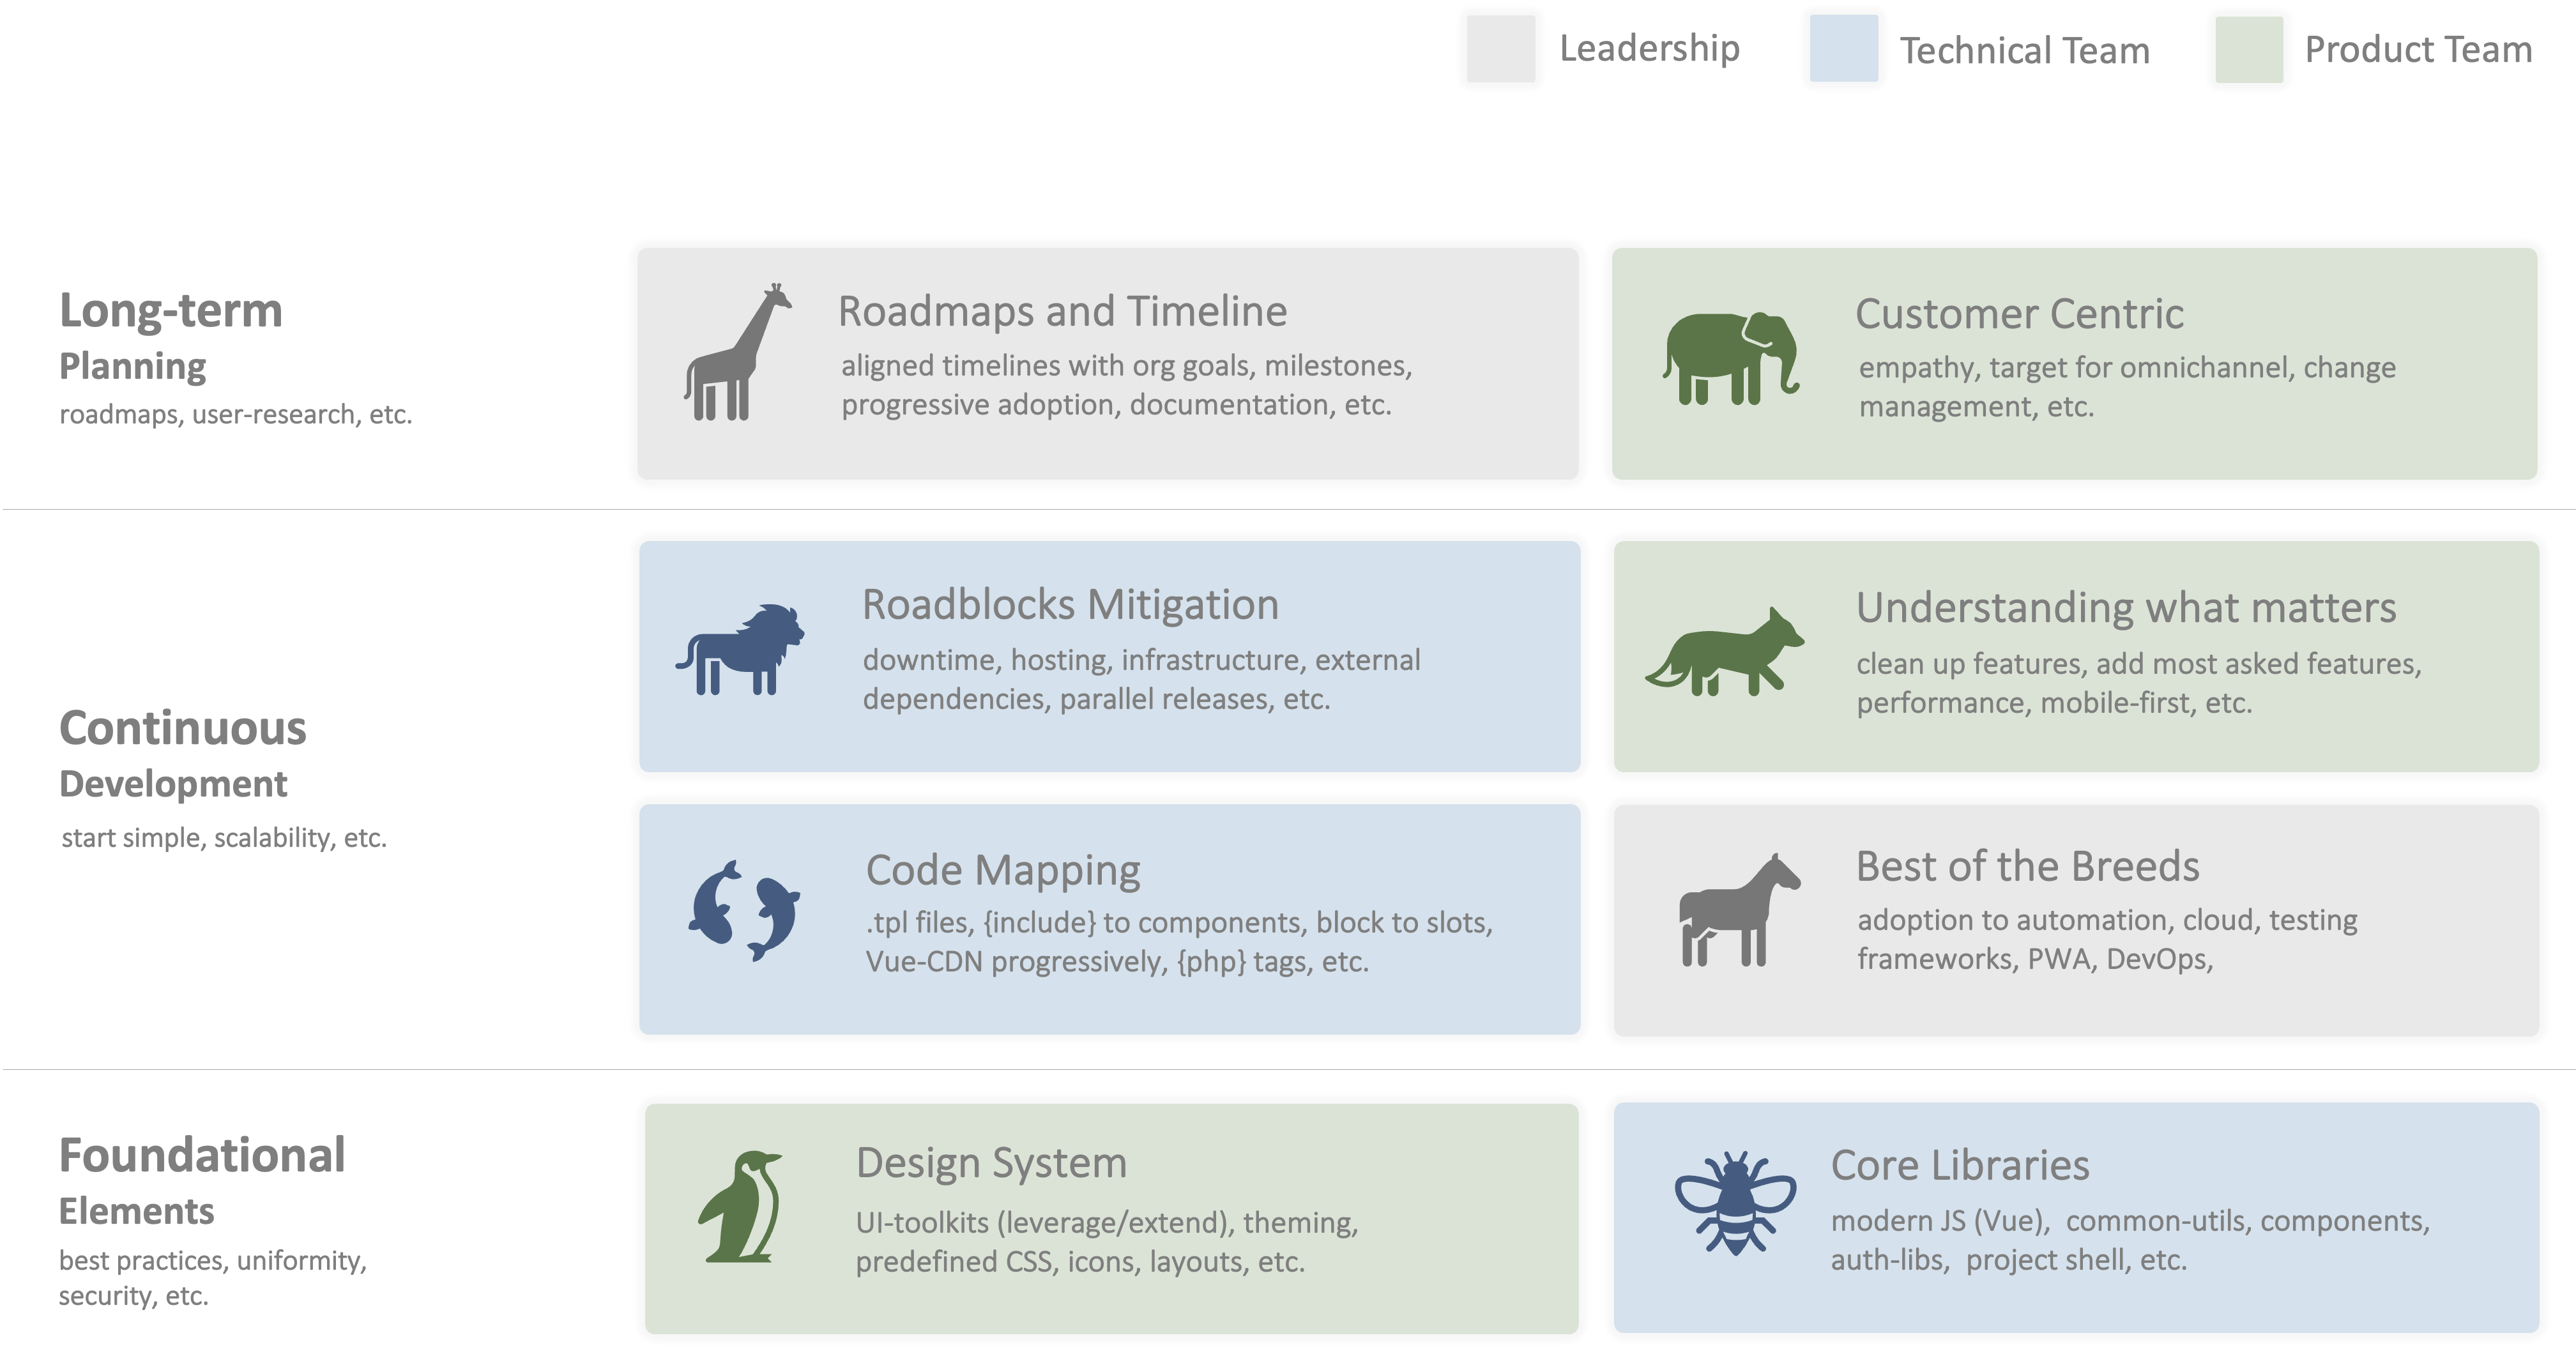 Leadership
Technical Team
Product Team
Long-term
Planning
roadmaps, user-research, etc.
Roadmaps and Timeline
aligned timelines with org goals, milestones,
progressive adoption, documentation, etc.
Customer Centric
empathy, target for omnichannel, change
management, etc.
Continuous
Development
start simple, scalability, etc.
Roadblocks Mitigation
downtime, hosting, infrastructure, external
dependencies, parallel releases, etc.
Understanding what matters
clean up features, add most asked features,
performance, mobile-first, etc.
Code Mapping
.tpl files, {include} to components, block to slots,
Vue-CDN progressively, {php} tags, etc.
Best of the Breeds
adoption to automation, cloud, testing
frameworks, PWA, DevOps,
Foundational
Elements
best practices, uniformity,
security, etc.
Design System
UI-toolkits (leverage/extend), theming,
predefined CSS, icons, layouts, etc.
Core Libraries
modern JS (Vue),  common-utils, components,
auth-libs,  project shell, etc.